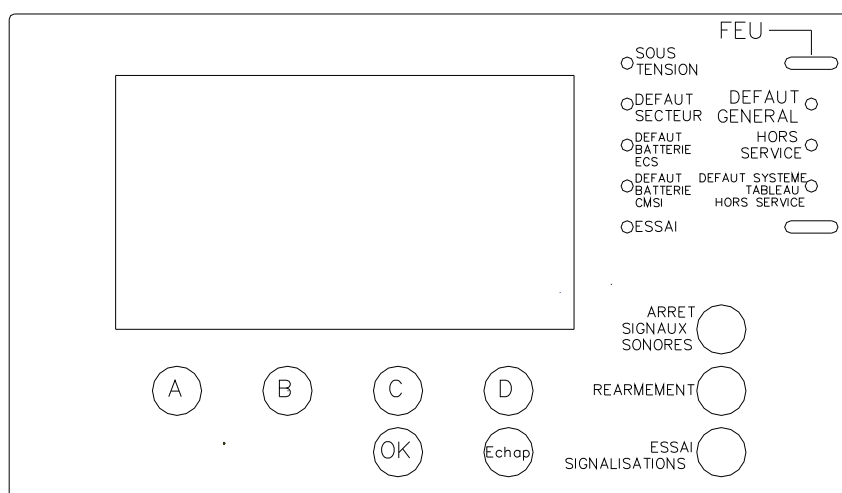 FEU
SOUS
TENSION
DEFAUT
SECTEUR
DEFAUT
GENERAL
DEFAUT
BATTERIE
ECS
HORS
SERVICE
DEFAUT
BATTERIE
CMSI
DEFAUT SYSTEME
TABLEAU
HORS SERVICE
ESSAI
ARRET
SIGNAUX
SONORES
A
B
C
D
REARMEMENT
OK
Echap
ESSAI
SIGNALISATIONS